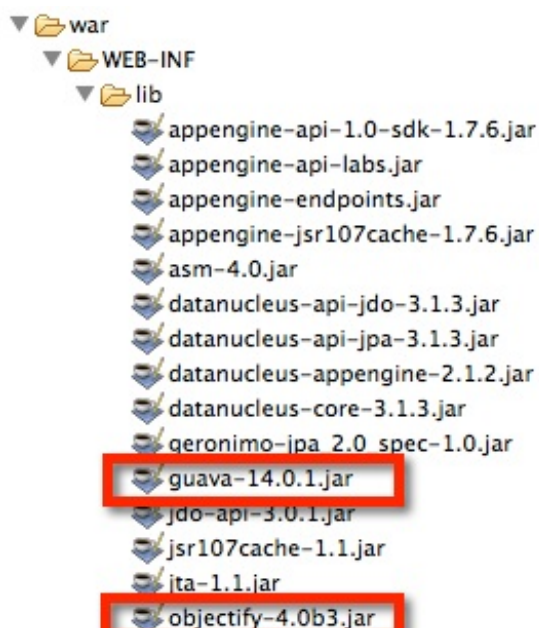 war
WEB-INF
lib
appengine-api-1.0-sdk-1.7.6.jar
appengine-api-labs.jar
appengine-endpoints.jar
appengine-jsr107cache-1.7.6.jar
asm-4.0.jar
datanucleus-api-jdo-3.1.3.jar
datanucleus-api-jpa-3.1.3.jar
datanucleus-appengine-2.1.2.jar
datanucleus-core-3.1.3.jar
geronimo-jpa_2.0_spec-1.0.jar
guava-14.0.1.jar
jdo-api-3.0.1.jar
jsr107cache-1.1.jar
jta-1.1.jar
objectify-4.0b3.jar